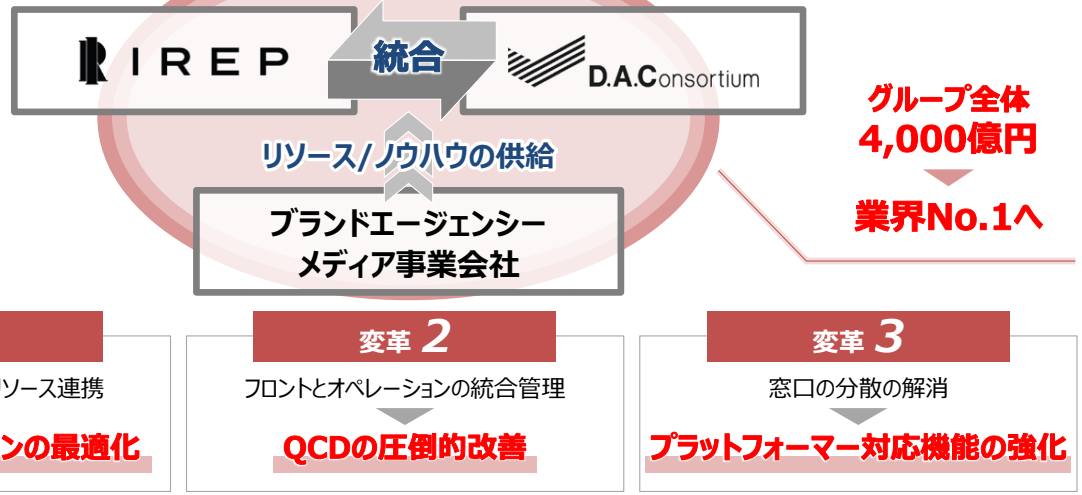 IREP
統合
D.A.Consortium
グループ全体
4,000億円
リソース/ノウハウの供給
業界No.1へ
ブランドエージェンシー
メディア事業会社
変革 2
変革 3
ソース連携
フロントとオペレーションの統合管理
窓口の分散の解消
ンの最適化
QCDの圧倒的改善
プラットフォーマー対応機能の強化